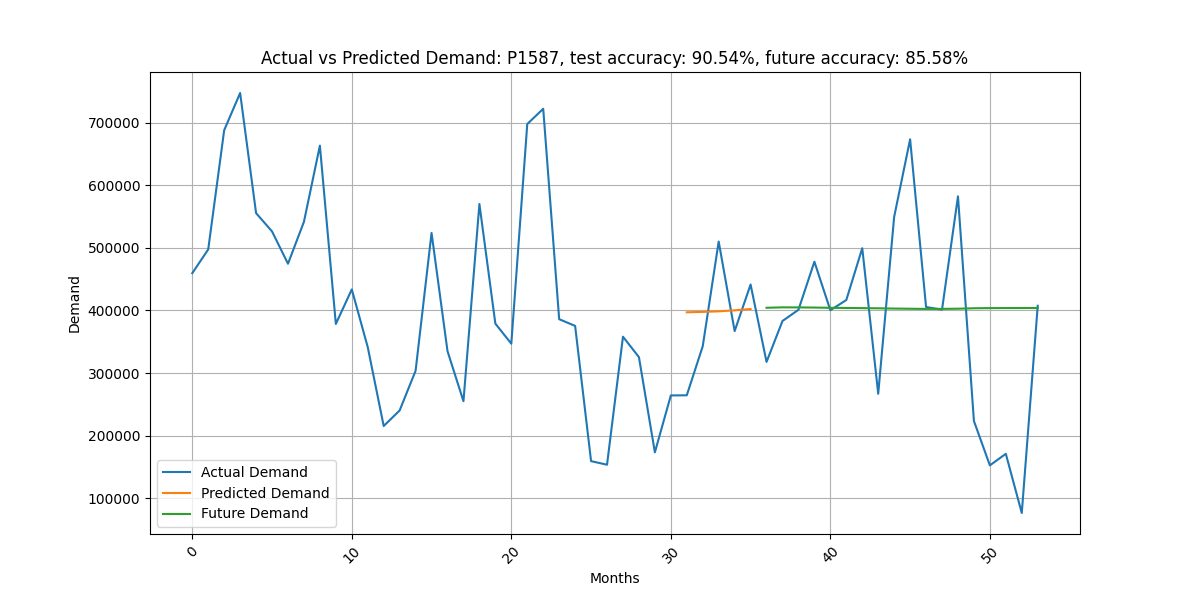 Actual vs Predicted Demand: P1587, test accuracy: 90.54%, future accuracy: 85.58%
700000
600000
500000
400000
300000
200000
100000
Demand
Actual Demand
Predicted Demand
Future Demand
0
10
20
30
40
50
Months